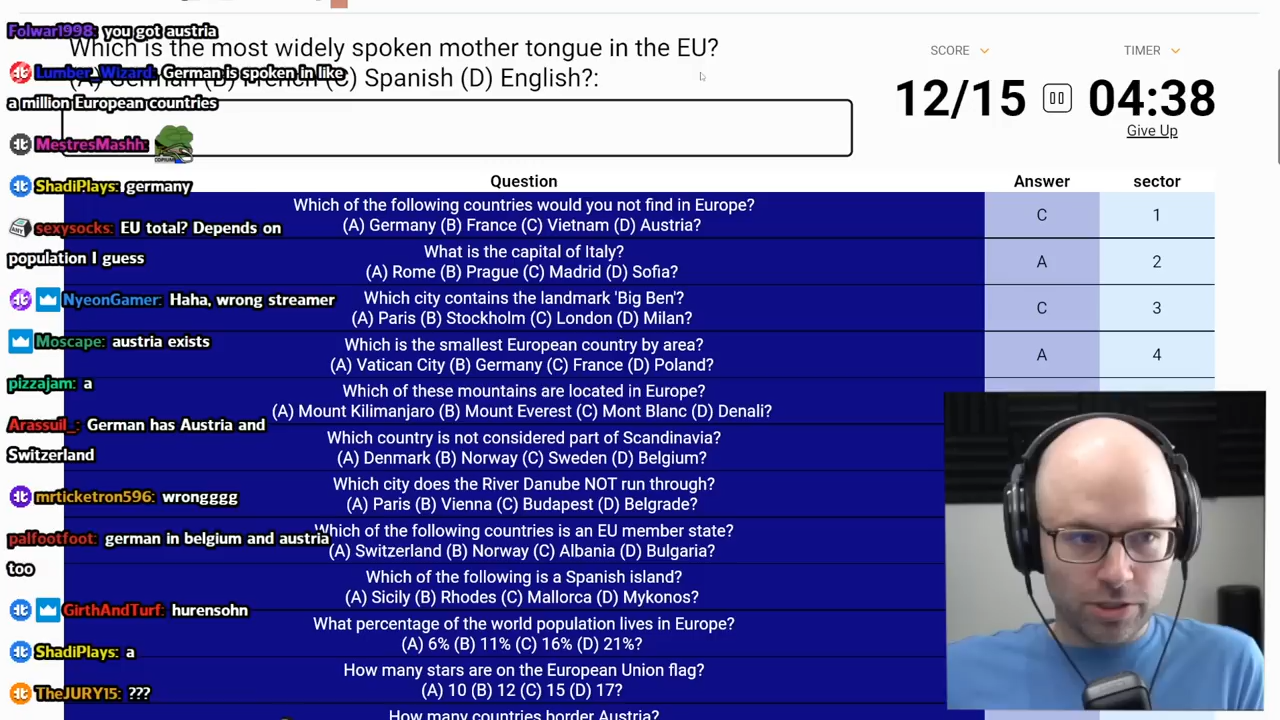 Folwar1998: you got austria
Which is the most widely spoken mother tongue in the EU?
Lumber_Wizard: German is spoken in like
(A) German (B) French (C) Spanish (D) English?:
a million European countries
MestresMashh:
ShadiPlays: germany
sexysocks: EU total? Depends on
population I guess
NyeonGamer: Haha, wrong streamer
Moscape: austria exists
pizzajam: a
Arassuil_: German has Austria and
Switzerland
mrticketron596: wrongggg
palfootfoot: german in belgium and austria
too
GirthAndTurf: hurensohn
ShadiPlays: a
TheJURY15: ???
SCORE
TIMER
12/15
04:38
Give Up
Question
Answer
sector
Which of the following countries would you not find in Europe?
(A) Germany (B) France (C) Vietnam (D) Austria?
C
1
What is the capital of Italy?
(A) Rome (B) Prague (C) Madrid (D) Sofia?
A
2
Which city contains the landmark 'Big Ben'?
(A) Paris (B) Stockholm (C) London (D) Milan?
C
3
Which is the smallest European country by area?
(A) Vatican City (B) Germany (C) France (D) Poland?
A
4
Which of these mountains are located in Europe?
(A) Mount Kilimanjaro (B) Mount Everest (C) Mont Blanc (D) Denali?
Which country is not considered part of Scandinavia?
(A) Denmark (B) Norway (C) Sweden (D) Belgium?
Which city does the River Danube NOT run through?
(A) Paris (B) Vienna (C) Budapest (D) Belgrade?
Which of the following countries is an EU member state?
(A) Switzerland (B) Norway (C) Albania (D) Bulgaria?
Which of the following is a Spanish island?
(A) Sicily (B) Rhodes (C) Mallorca (D) Mykonos?
What percentage of the world population lives in Europe?
(A) 6% (B) 11% (C) 16% (D) 21%?
How many stars are on the European Union flag?
(A) 10 (B) 12 (C) 15 (D) 17?
How many countries border Austria?